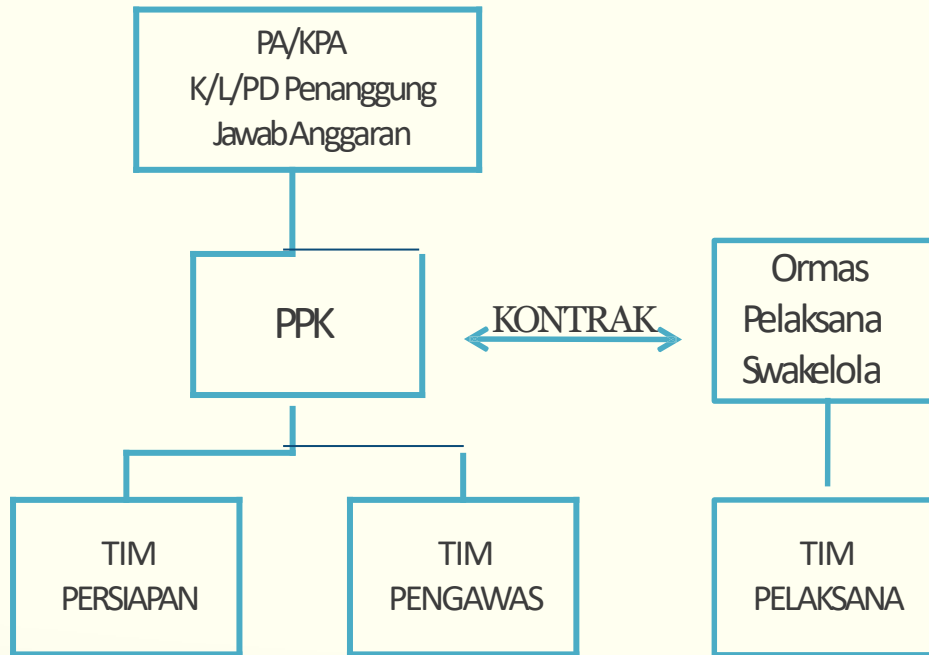 PA/KPA
K/L/PD Penanggung
Jawab Anggaran
PPK
KONTRAK
Ormas
Pelaksana
Swakelola
TIM
PERSIAPAN
TIM
PENGAWAS
TIM
PELAKSANA